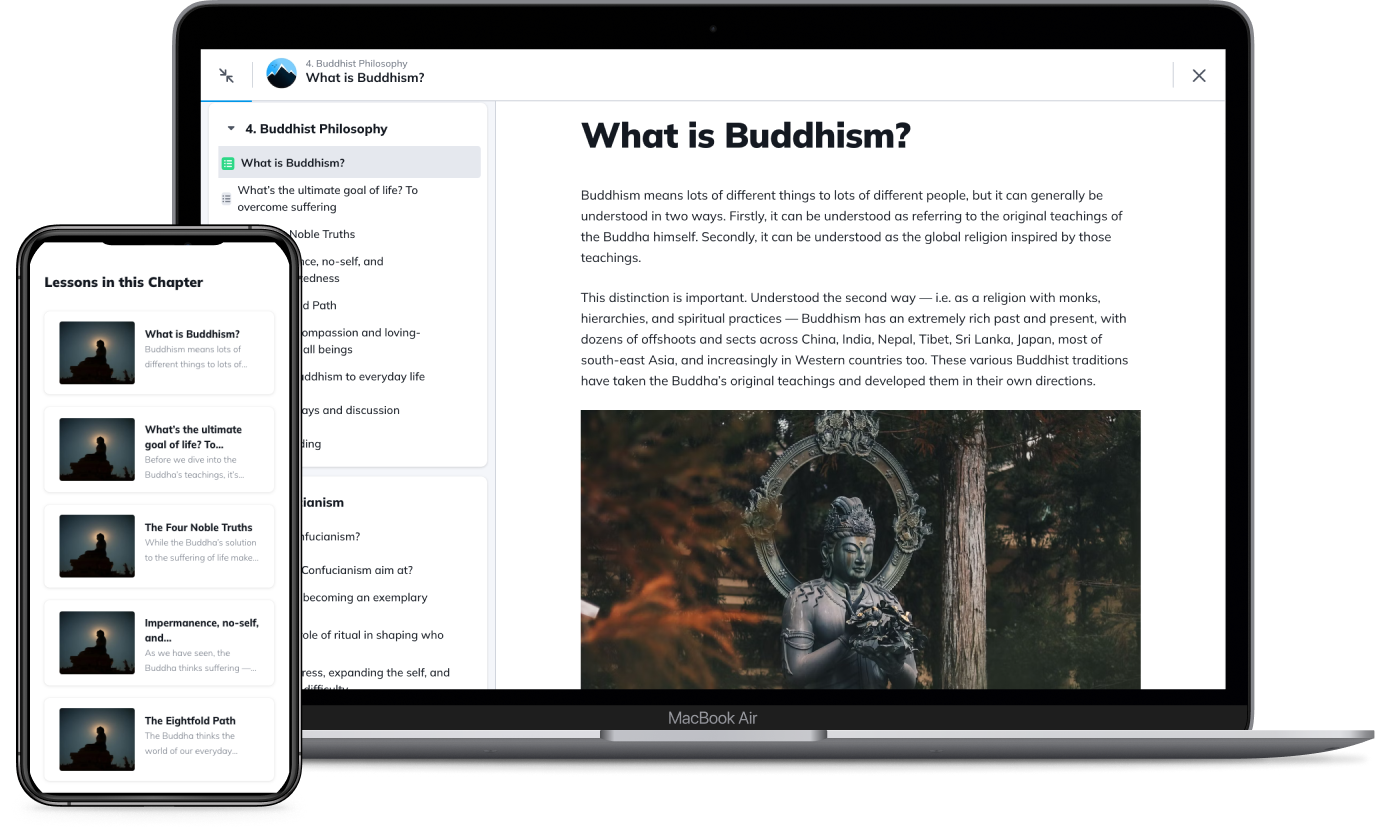 4. Buddhist Philosophy
What is Buddhism?
4. Buddhist Philosophy
What is Buddhism?
What's the ultimate goal of life? To
overcome suffering
Noble Truths
no-self, and
Path
and loving-
all beings
to everyday life
and discussion
Confucianism aim at?
becoming an exemplary
of ritual in shaping who
expanding the self, and
What is Buddhism?
Buddhism means lots of different things to lots of different people, but it can generally be
understood in two ways. Firstly, it can be understood as referring to the original teachings of
the Buddha himself. Secondly, it can be understood as the global religion inspired by those
teachings.
This distinction is important. Understood the second way — i.e. as a religion with monks,
hierarchies, and spiritual practices — Buddhism has an extremely rich past and present, with
dozens of offshoots and sects across China, India, Nepal, Tibet, Sri Lanka, Japan, most of
south-east Asia, and increasingly in Western countries too. These various Buddhist traditions
have taken the Buddha's original teachings and developed them in their own directions.
MacBook Air
Lessons in this Chapter
What is Buddhism?
Buddhism means lots of
different things to lots of...
What's the ultimate
goal of life? To...
Before we dive into the
Buddha's teachings, it's...
The Four Noble Truths
While the Buddha's solution
to the suffering of life make...
Impermanence, no-self,
and...
As we have seen, the
Buddha thinks suffering —...
The Eightfold Path
The Buddha thinks the
world of our everyday...